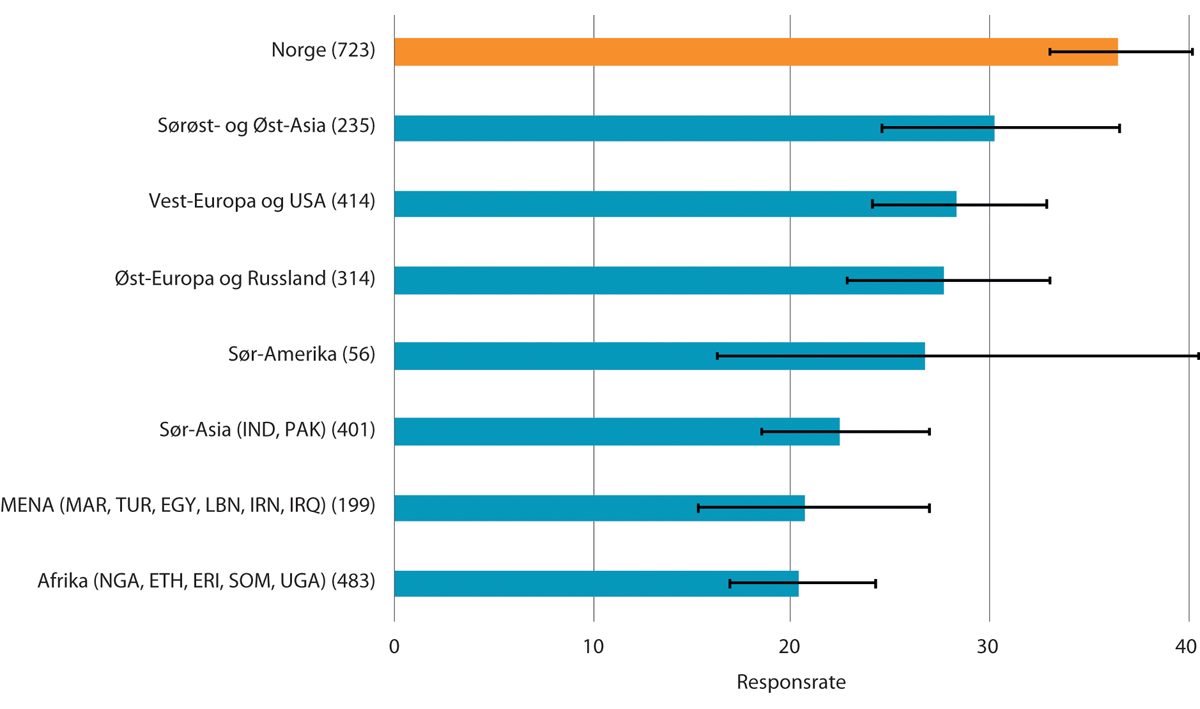 Norge (723)
Sørøst- og Øst-Asia (235)
Vest-Europa og USA (414)
Øst-Europa og Russland (314)
Sør-Amerika (56)
Sør-Asia (IND, PAK) (401)
MENA (MAR, TUR, EGY, LBN, IRN, IRQ) (199)
Afrika (NGA, ETH, ERI, SOM, UGA) (483)
0 10 20 30 40
Responsrate